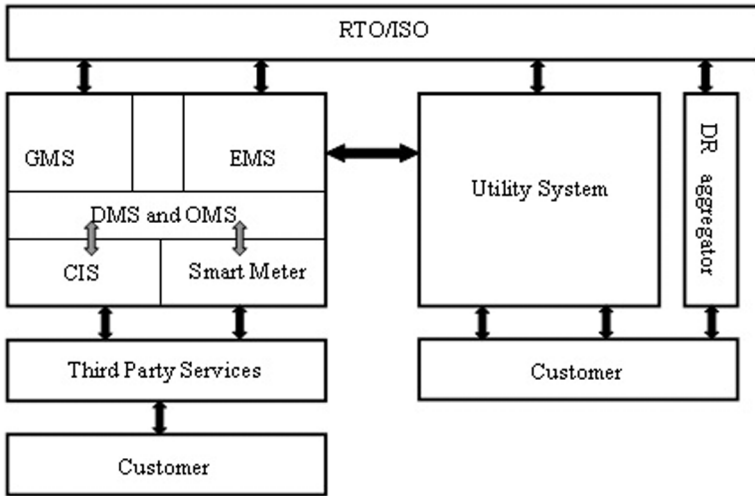 RTO/ISO
GMS
EMS
DMS and OMS
CIS
Smart Meter
Utility System
DR aggregator
Third Party Services
Customer
Customer